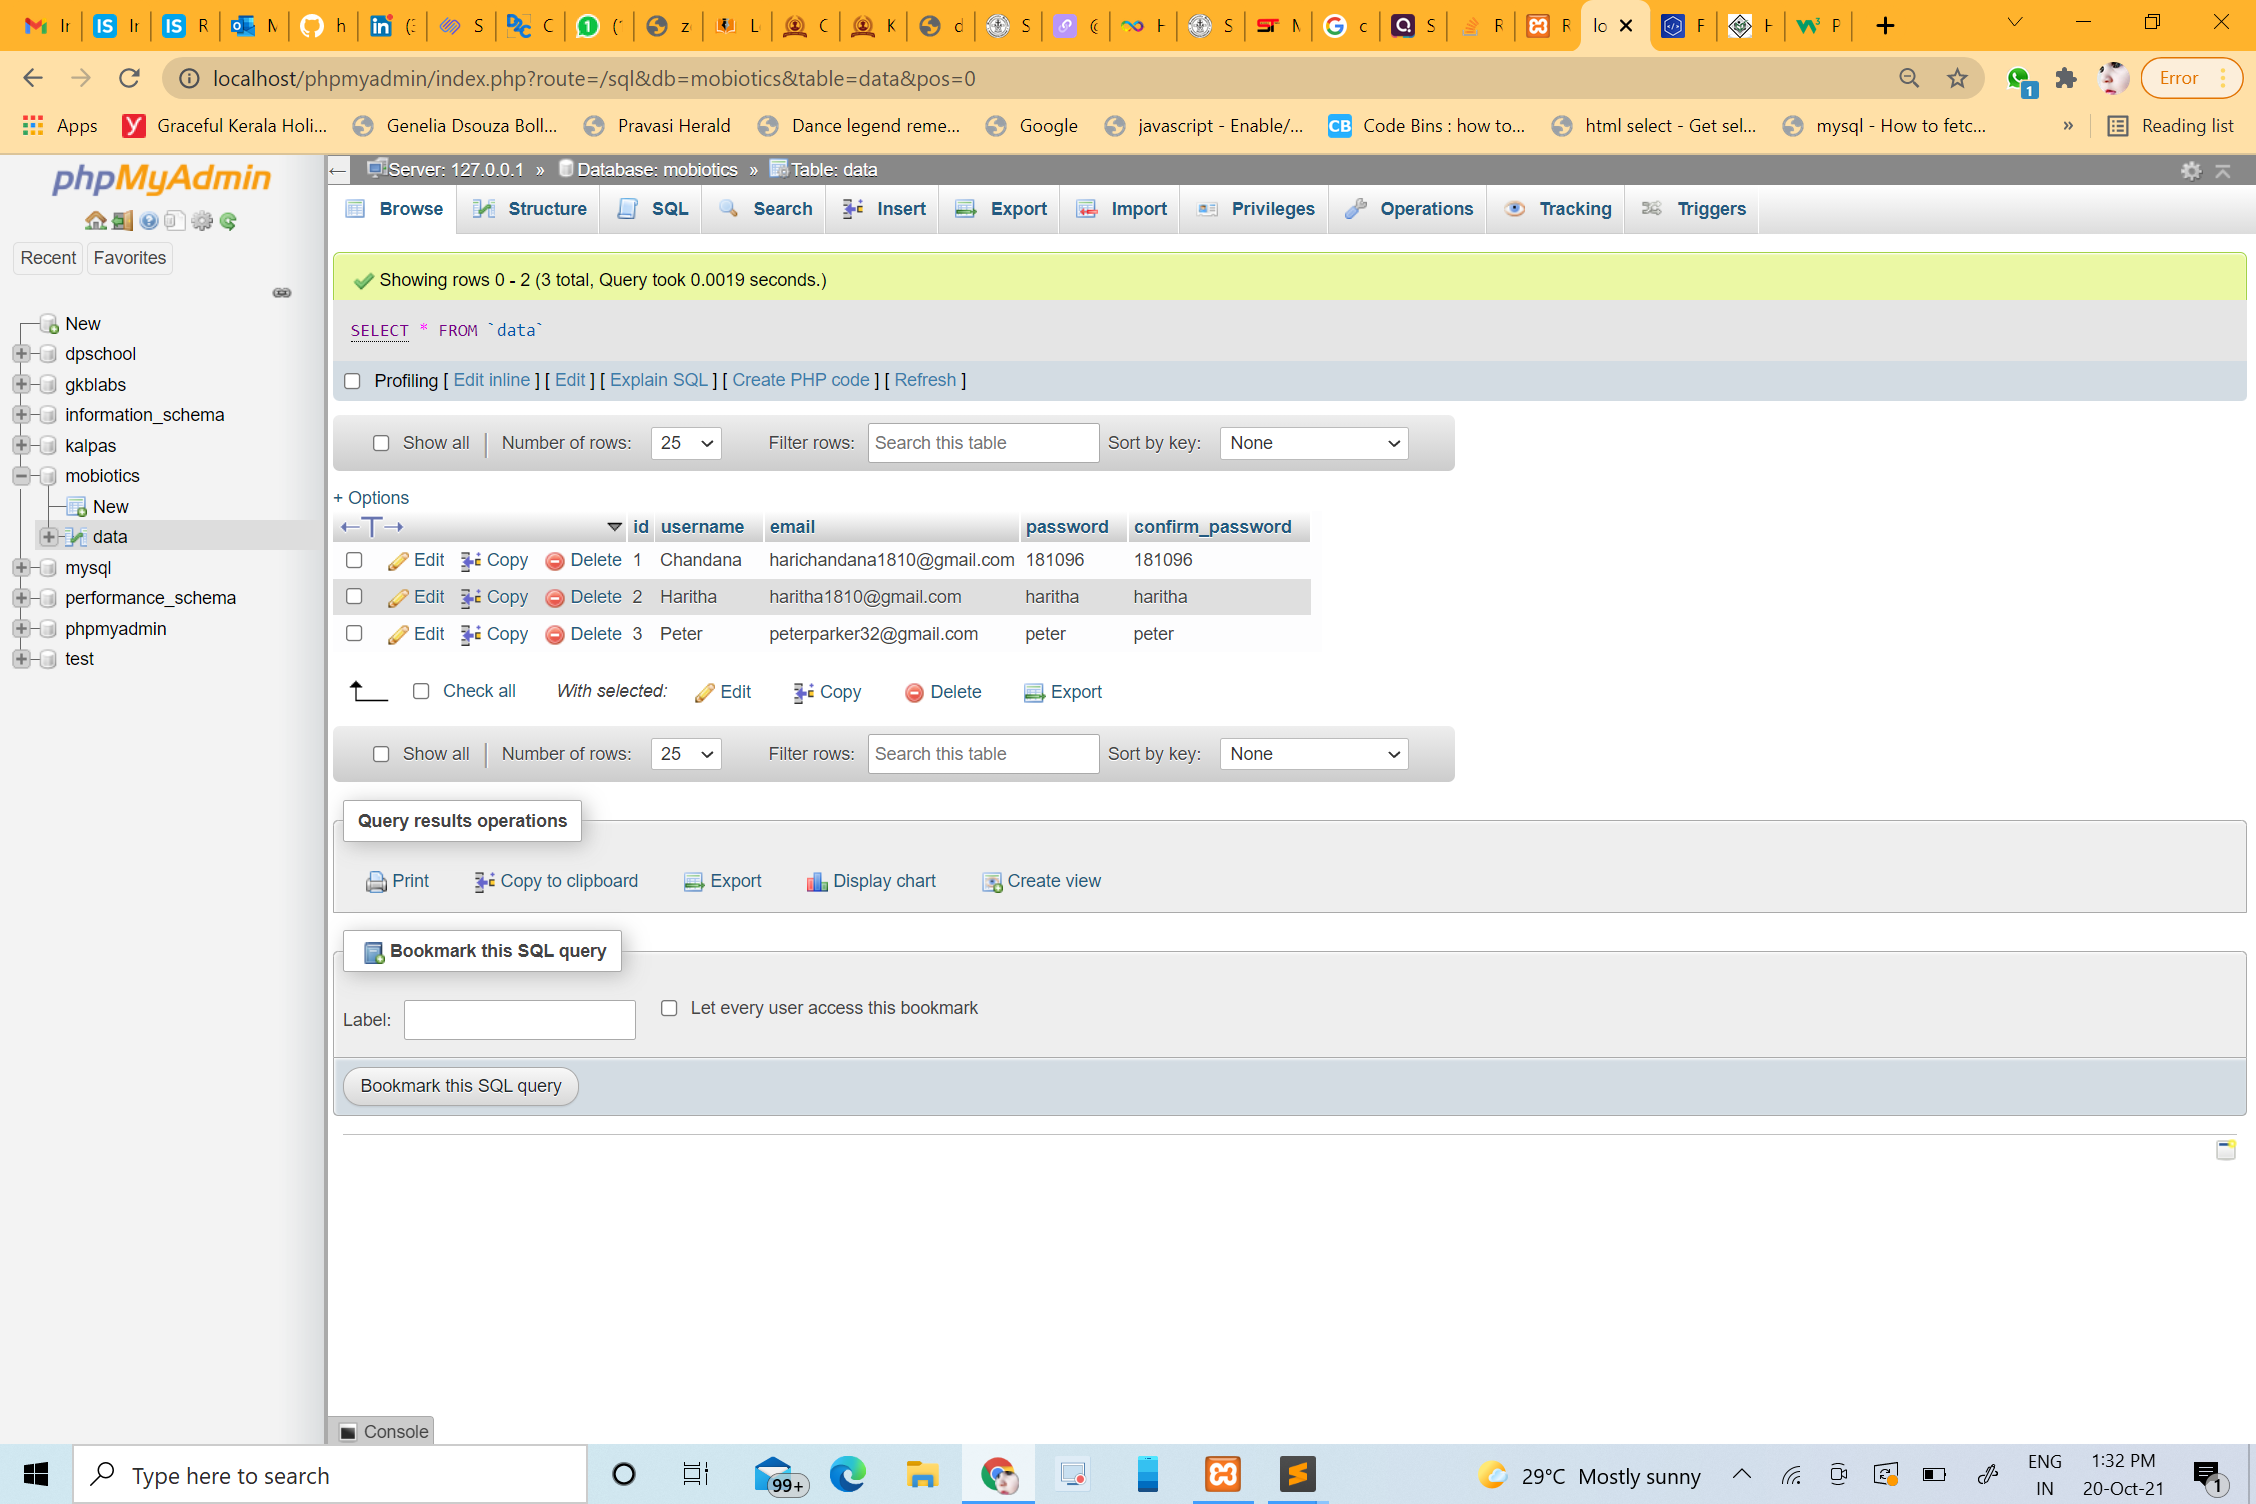 Ir Ir R M h (3 S C (1 z L C K d S @ H S M c S R R lo F H P
localhost/phpmyadmin/index.php?route=/sql&db=mobiotics&table=data&pos=0
1
Error
Apps Graceful Kerala Holi... Genelia Dsouza Boll... Pravasi Herald Dance legend reme... Google javascript - Enable/... CB Code Bins : how to... html select - Get sel... mysql - How to fetc... » Reading list
phpMyAdmin
Recent Favorites
New
dpschool
gkblabs
information_schema
kalpas
mobiotics
New
data
mysql
performance_schema
phpmyadmin
test
Server: 127.0.0.1 » Database: mobiotics » Table: data
Browse Structure SQL Search Insert Export Import Privileges Operations Tracking Triggers
Showing rows 0 - 2 (3 total, Query took 0.0019 seconds.)
SELECT * FROM `data`
Profiling [ Edit inline ] [ Edit ] [ Explain SQL ] [ Create PHP code ] [ Refresh ]
Show all | Number of rows: 25 Filter rows: Search this table Sort by key: None
+ Options
←T→ id username email password confirm_password
Edit Copy Delete 1 Chandana harichandana1810@gmail.com 181096 181096
Edit Copy Delete 2 Haritha haritha1810@gmail.com haritha haritha
Edit Copy Delete 3 Peter peterparker32@gmail.com peter peter
Check all With selected: Edit Copy Delete Export
Show all | Number of rows: 25 Filter rows: Search this table Sort by key: None
Query results operations
Print Copy to clipboard Export Display chart Create view
Bookmark this SQL query
Label: Let every user access this bookmark
Bookmark this SQL query
Console
Type here to search
99+
29°C Mostly sunny
ENG
IN
1:32 PM
20-Oct-21
1